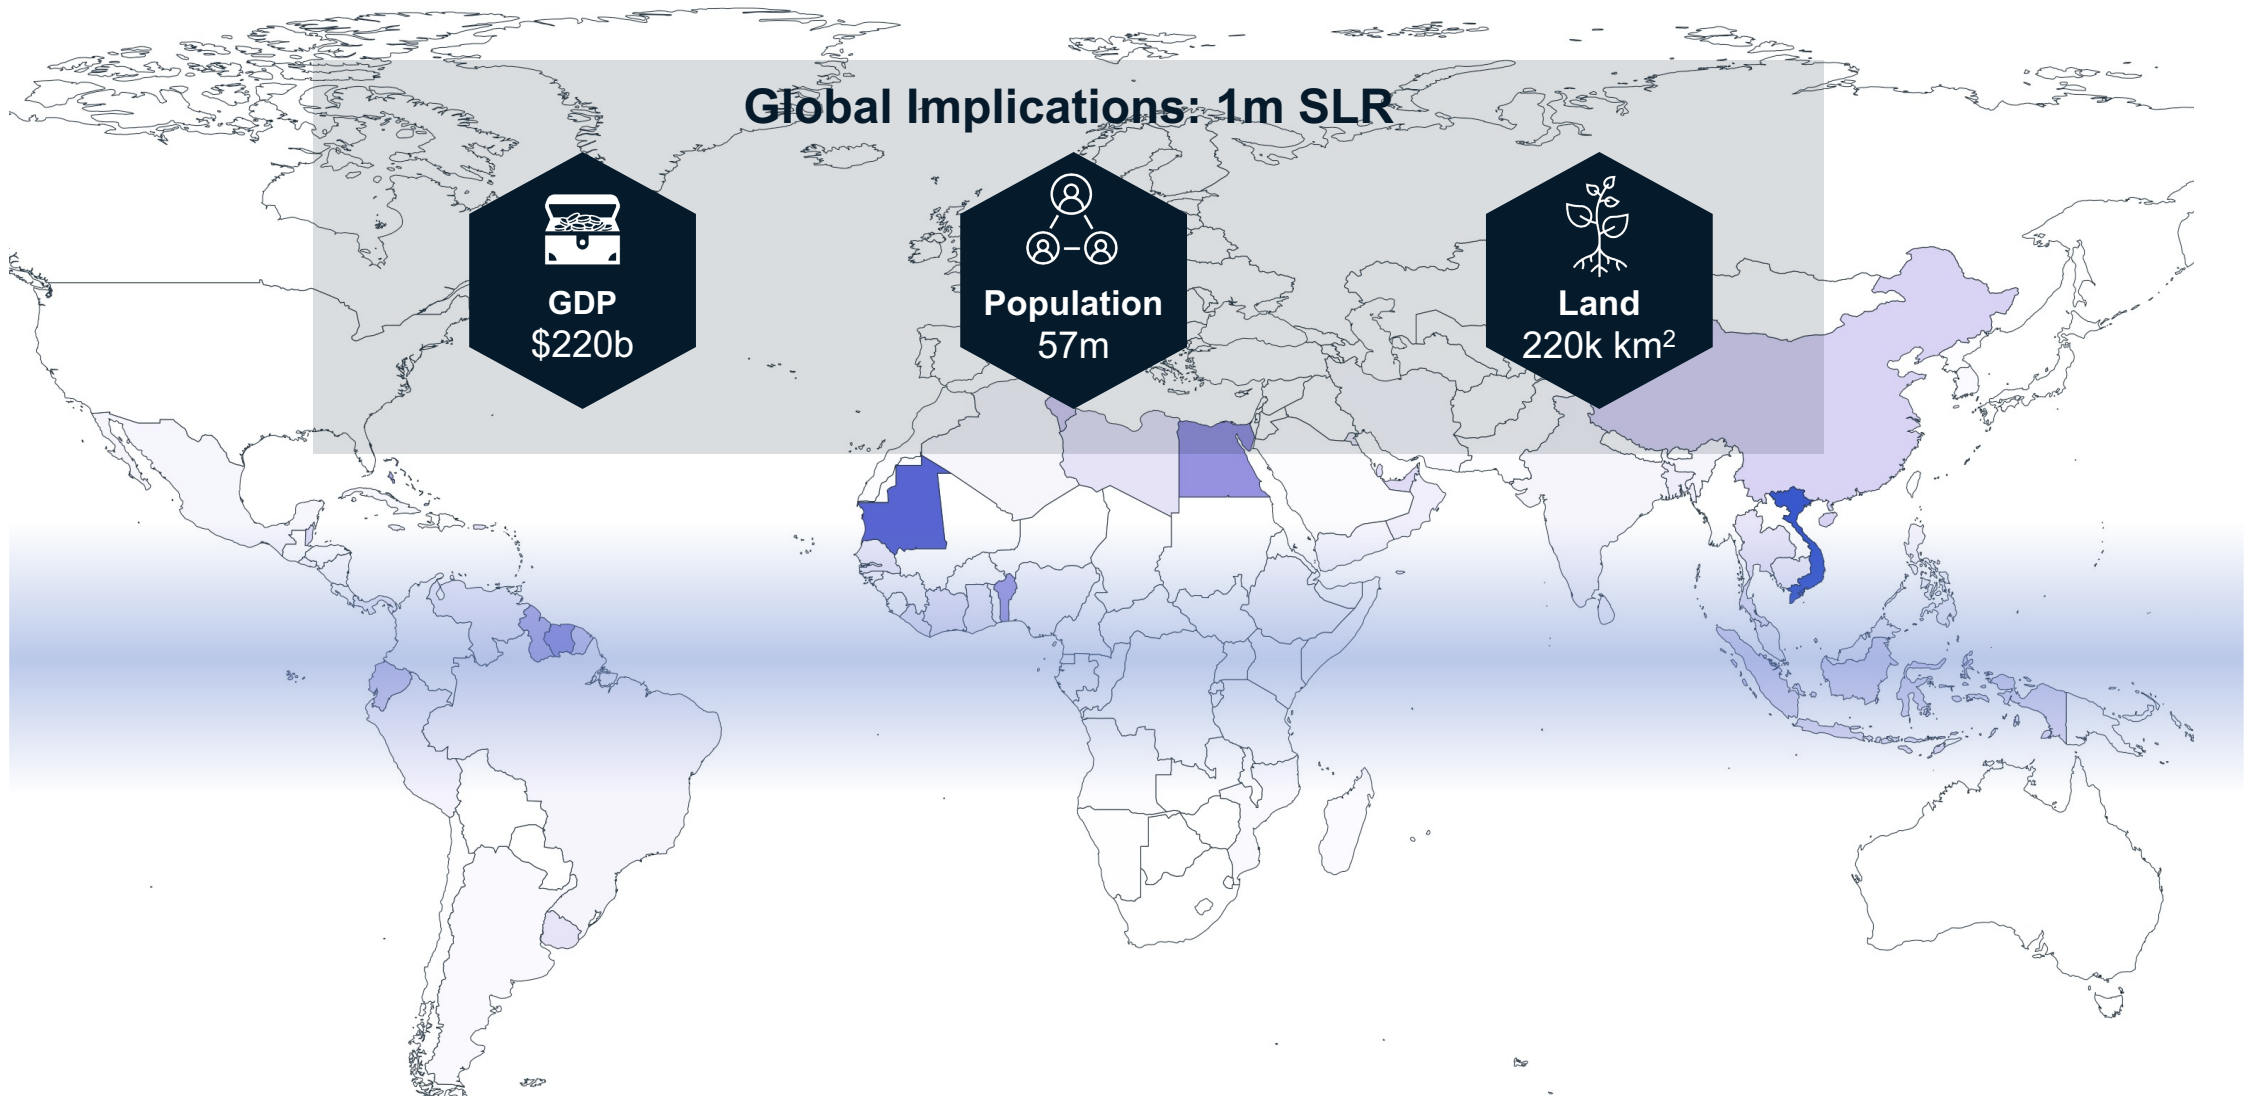 Global Implications: 1m SLR
GDP
$220b
Population
57m
Land
220k km²